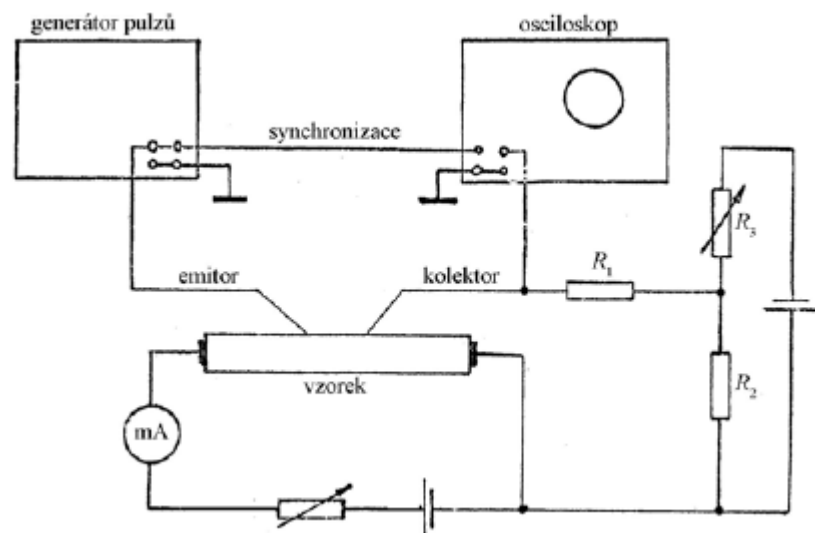 generátor pulzů
osciloskop
synchronizace
R₃
emitor
kolektor
R₁
vzorek
R₂
mA